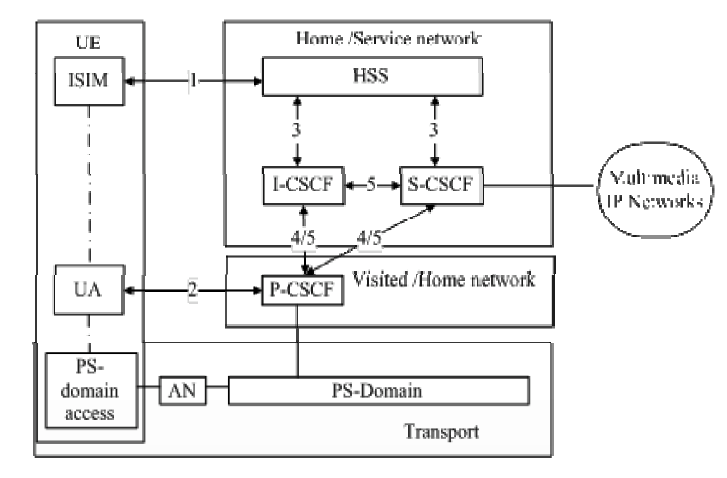 UE
Home /Service network
ISIM
1
HSS
3
3
I-CSCF
5
S-CSCF
Multimedia
IP Networks
4/5
4/5
UA
2
P-CSCF
Visited /Home network
PS-
domain
access
AN
PS-Domain
Transport